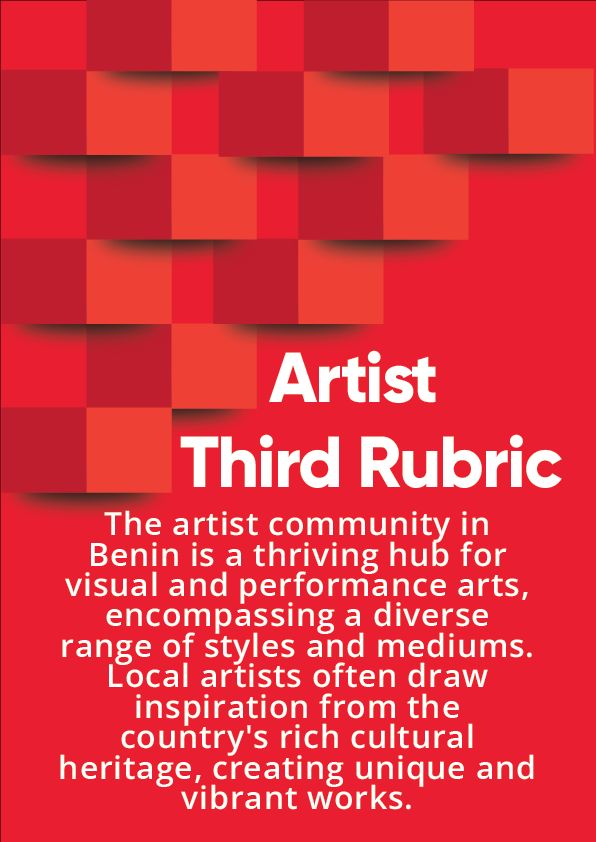 Artist
Third Rubric
The artist community in
Benin is a thriving hub for
visual and performance arts,
encompassing a diverse
range of styles and mediums.
Local artists often draw
inspiration from the
country's rich cultural
heritage, creating unique and
vibrant works.